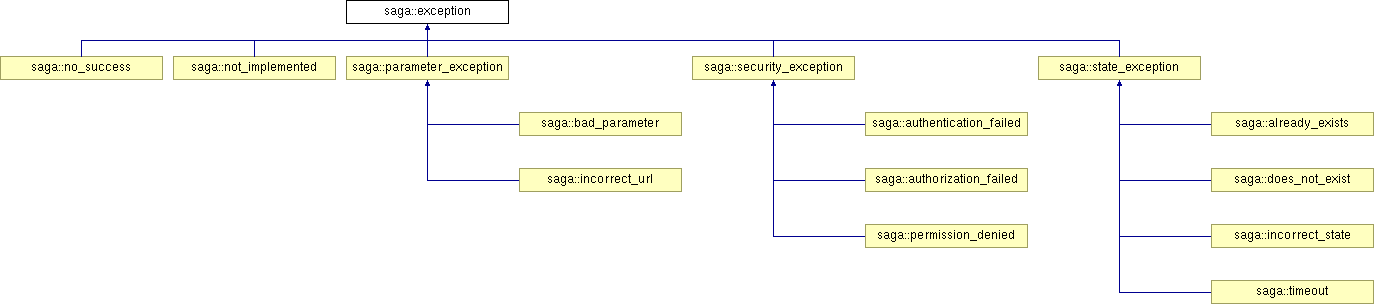 saga::exception
saga::no_success
saga::not_implemented
saga::parameter_exception
saga::security_exception
saga::state_exception
saga::bad_parameter
saga::authentication_failed
saga::already_exists
saga::incorrect_url
saga::authorization_failed
saga::does_not_exist
saga::permission_denied
saga::incorrect_state
saga::timeout